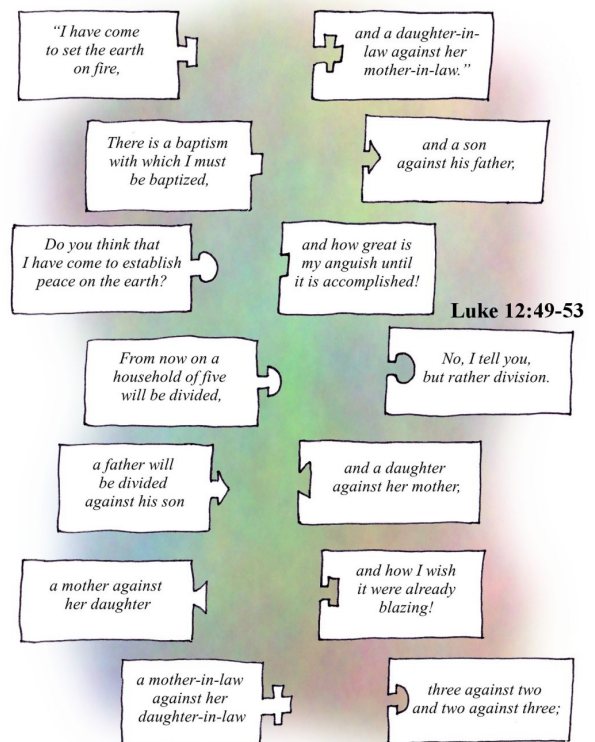 "I have come
to set the earth
on fire,
and a daughter-in-
law against her
mother-in-law."
There is a baptism
with which I must
be baptized,
and a son
against his father,
Do you think that
I have come to establish
peace on the earth?
and how great is
my anguish until
it is accomplished!
Luke 12:49-53
From now on a
household of five
will be divided,
No, I tell you,
but rather division.
a father will
be divided
against his son
and a daughter
against her mother,
a mother against
her daughter
and how I wish
it were already
blazing!
a mother-in-law
against her
daughter-in-law
three against two
and two against three;